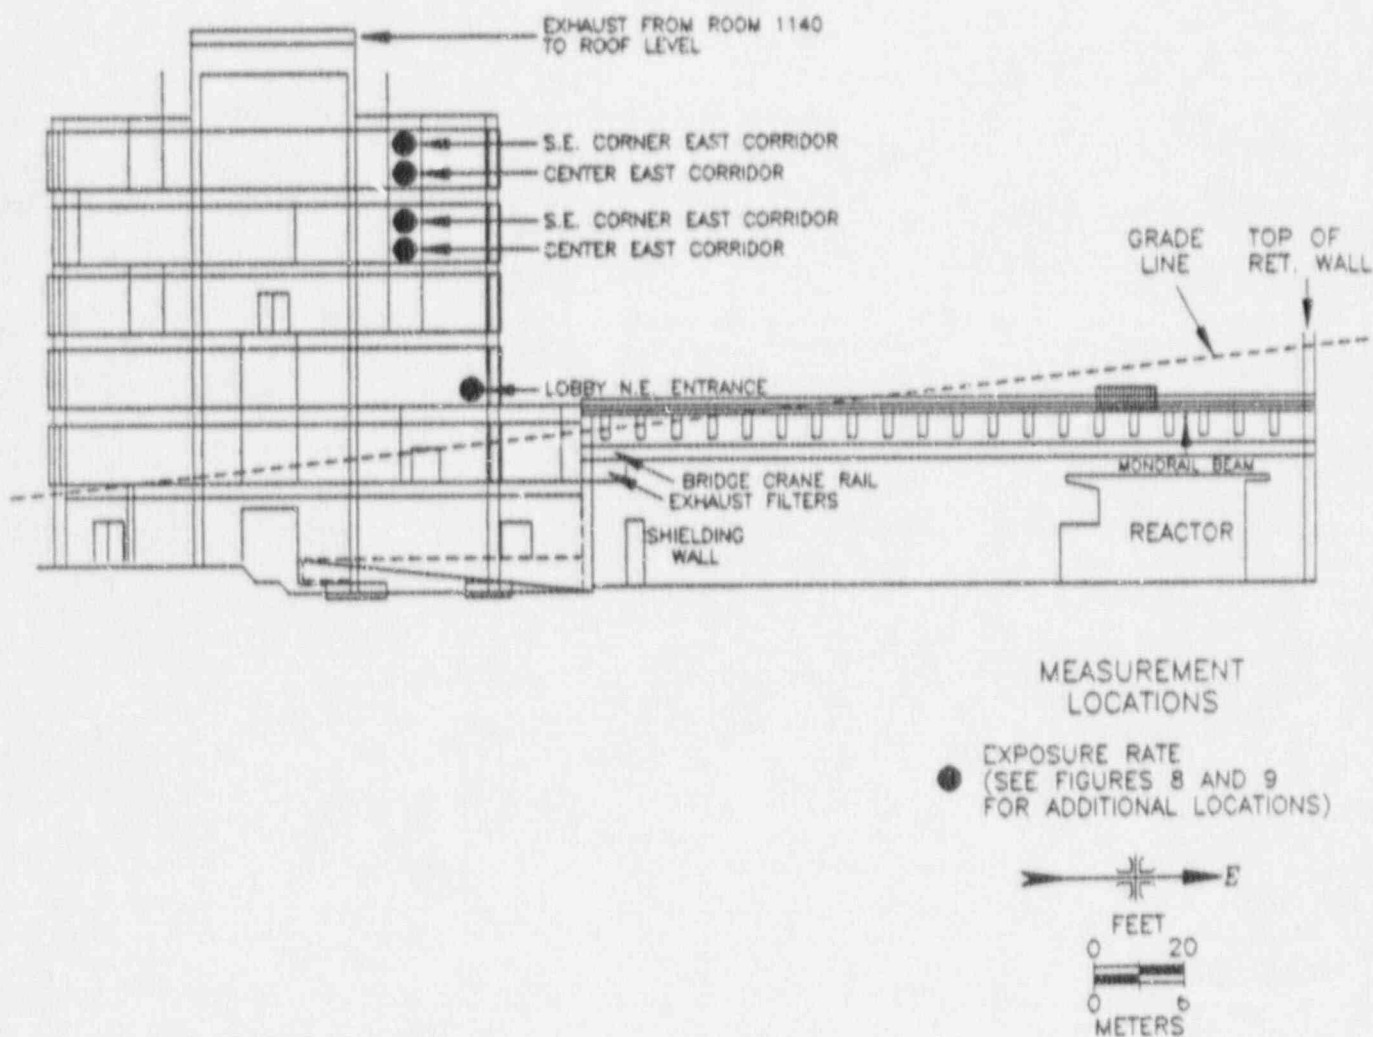 EXHAUST FROM ROOM 1140
TO ROOF LEVEL
S.E. CORNER EAST CORRIDOR
CENTER EAST CORRIDOR
S.E. CORNER EAST CORRIDOR
CENTER EAST CORRIDOR
GRADE
LINE
TOP OF
RET. WALL
LOBBY N.E. ENTRANCE
MONORAIL BEAM
BRIDGE CRANE RAIL
EXHAUST FILTERS
SHIELDING
WALL
REACTOR
MEASUREMENT
LOCATIONS
EXPOSURE RATE
(SEE FIGURES 8 AND 9
FOR ADDITIONAL LOCATIONS)
E
FEET
0 20
0 6
METERS